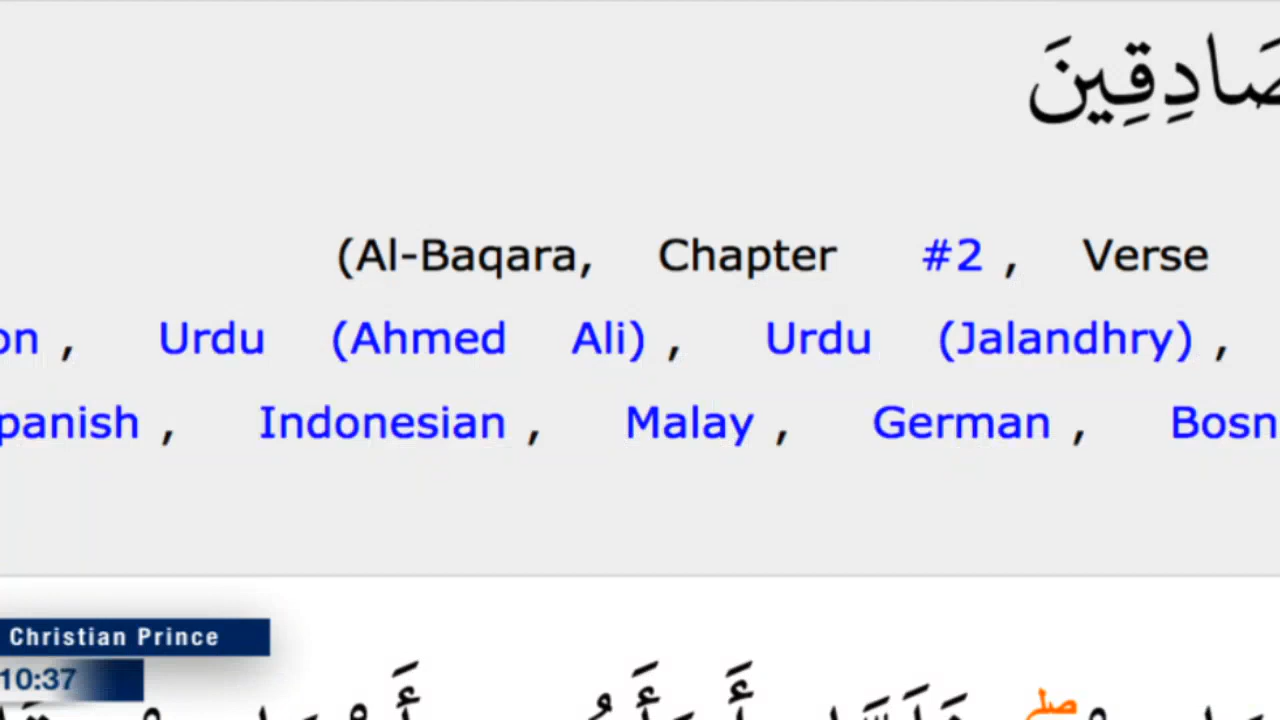 صَادِقِينَ
(Al-Baqara, Chapter #2 , Verse
on , Urdu (Ahmed Ali) , Urdu (Jalandhry) ,
panish , Indonesian , Malay , German , Bosn
Christian Prince
10:37